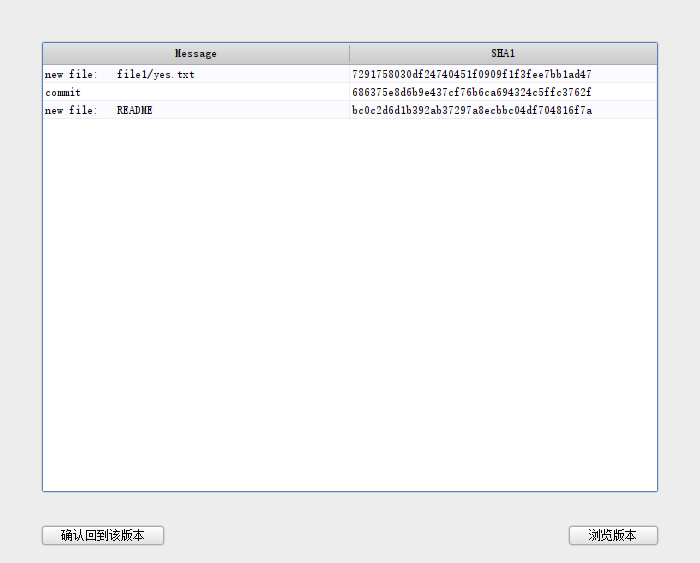 Message SHA1
new file: file1/yes.txt 7291758030df24740451f0909f1f3fee7bb1ad47
commit 686375e8d6b9e437cf76b6ca694324c5ffc3762f
new file: README bc0c2d6d1b392ab37297a8ecbbc04df704816f7a
确认回到该版本 浏览版本